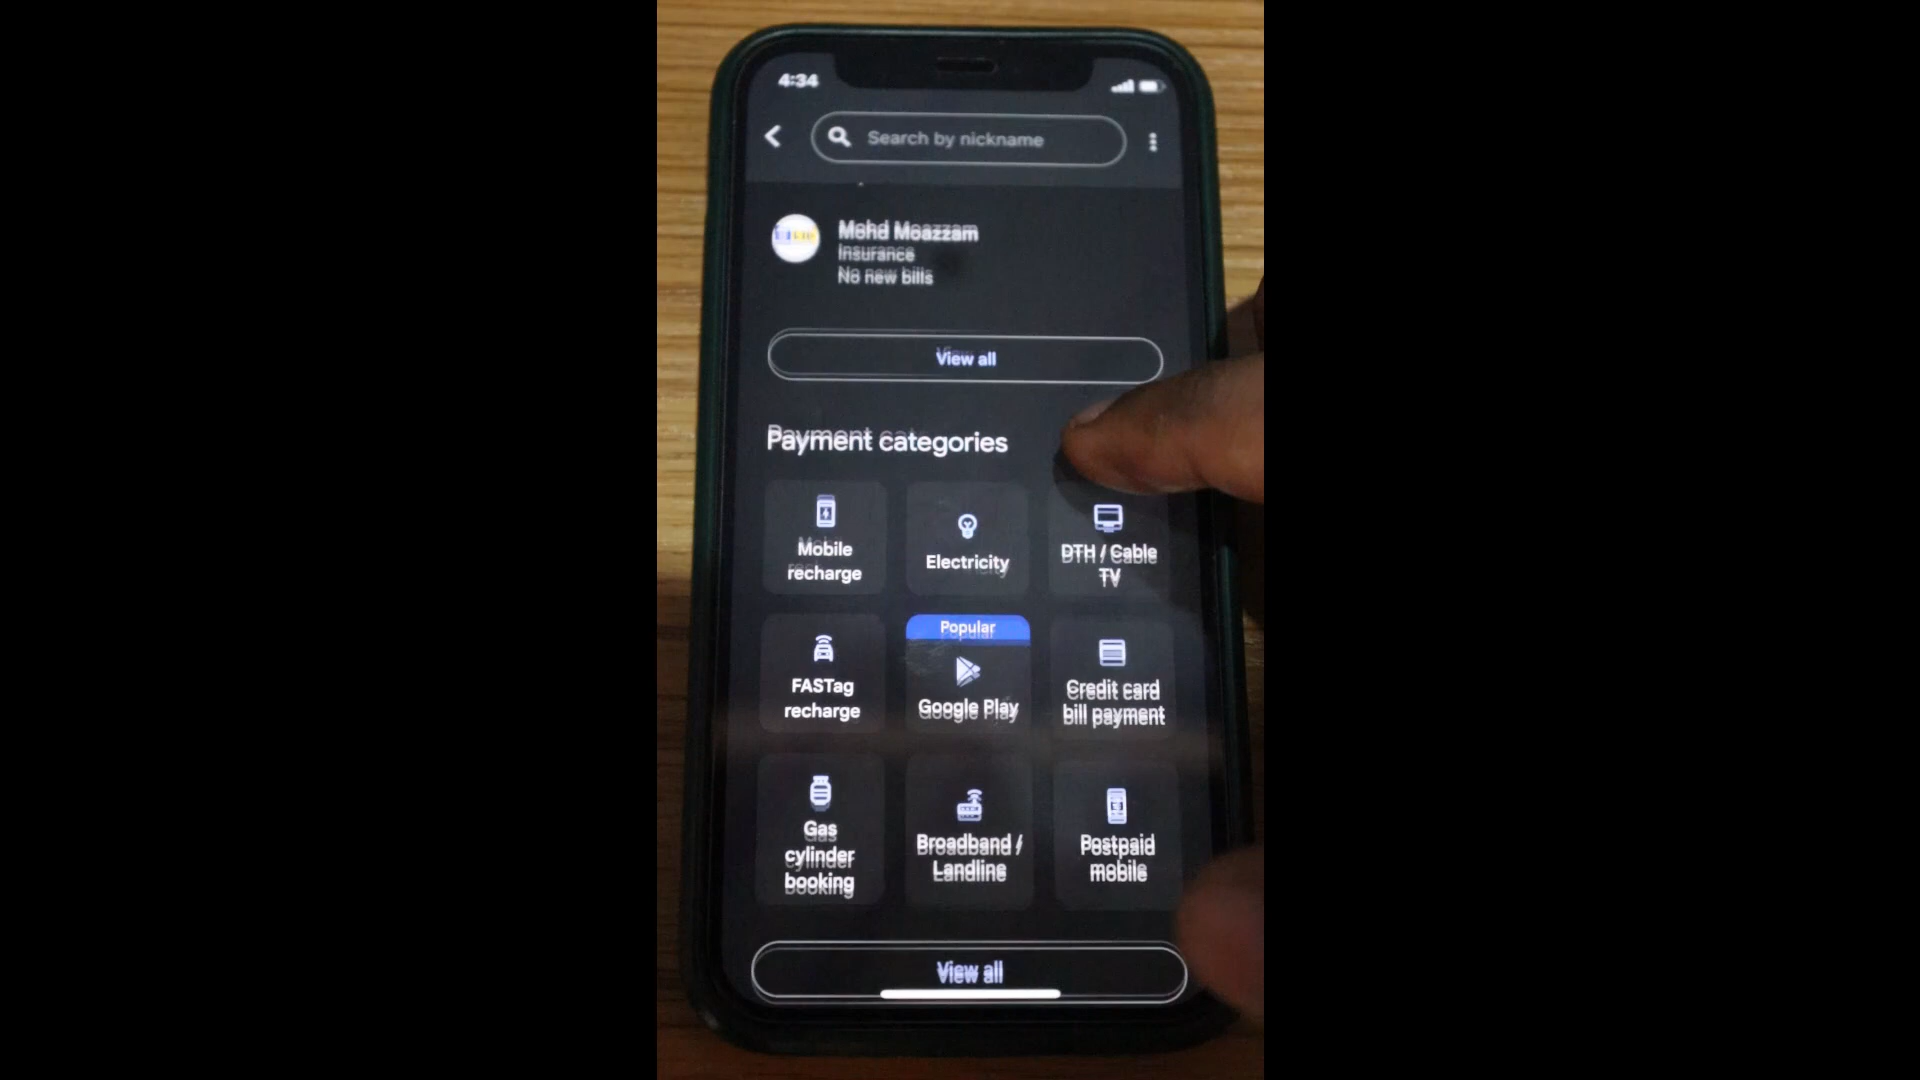 4:34
Search by nickname
Mohd Moazzam
Insurance
No new bills
View all
Payment categories
Mobile
recharge
Electricity
DTH / Cable
TV
FASTag
recharge
Popular
Google Play
Credit card
bill payment
Gas
cylinder
booking
Broadband /
Landline
Postpaid
mobile
View all